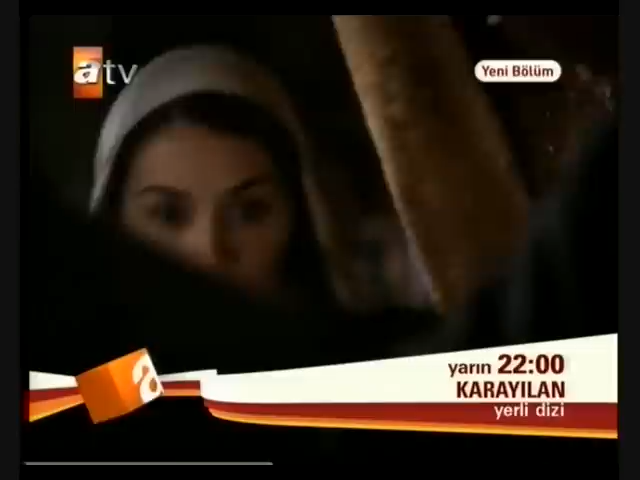 atv
Yeni Bölüm
yarın 22:00
KARAYILAN
yerli dizi
a